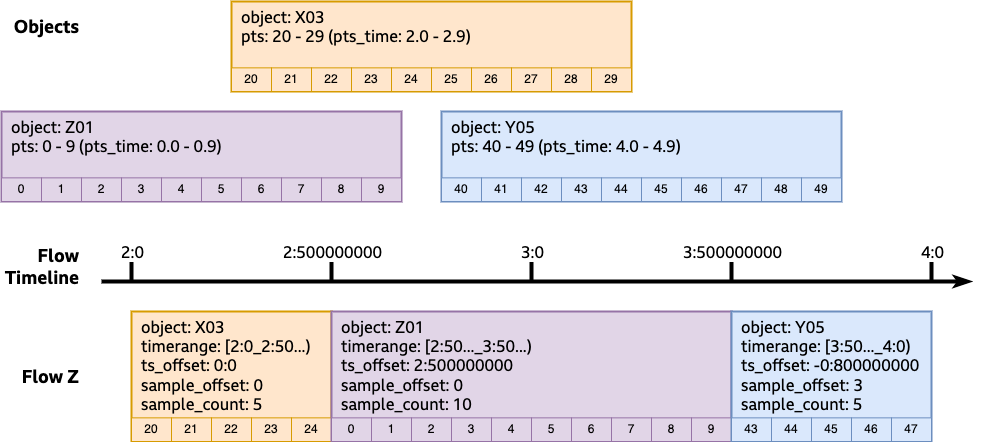 Objects
object: X03
pts: 20 - 29 (pts_time: 2.0 - 2.9)
20 21 22 23 24 25 26 27 28 29
object: Z01
pts: 0 - 9 (pts_time: 0.0 - 0.9)
0 1 2 3 4 5 6 7 8 9
object: Y05
pts: 40 - 49 (pts_time: 4.0 - 4.9)
40 41 42 43 44 45 46 47 48 49
Flow
Timeline
2:0 2:500000000 3:0 3:500000000 4:0
Flow Z
object: X03
timerange: [2:0_2:50...)
ts_offset: 0:0
sample_offset: 0
sample_count: 5
20 21 22 23 24
object: Z01
timerange: [2:50..._3:50...)
ts_offset: 2:500000000
sample_offset: 0
sample_count: 10
0 1 2 3 4 5 6 7 8 9
object: Y05
timerange: [3:50..._4:0)
ts_offset: -0:800000000
sample_offset: 3
sample_count: 5
43 44 45 46 47